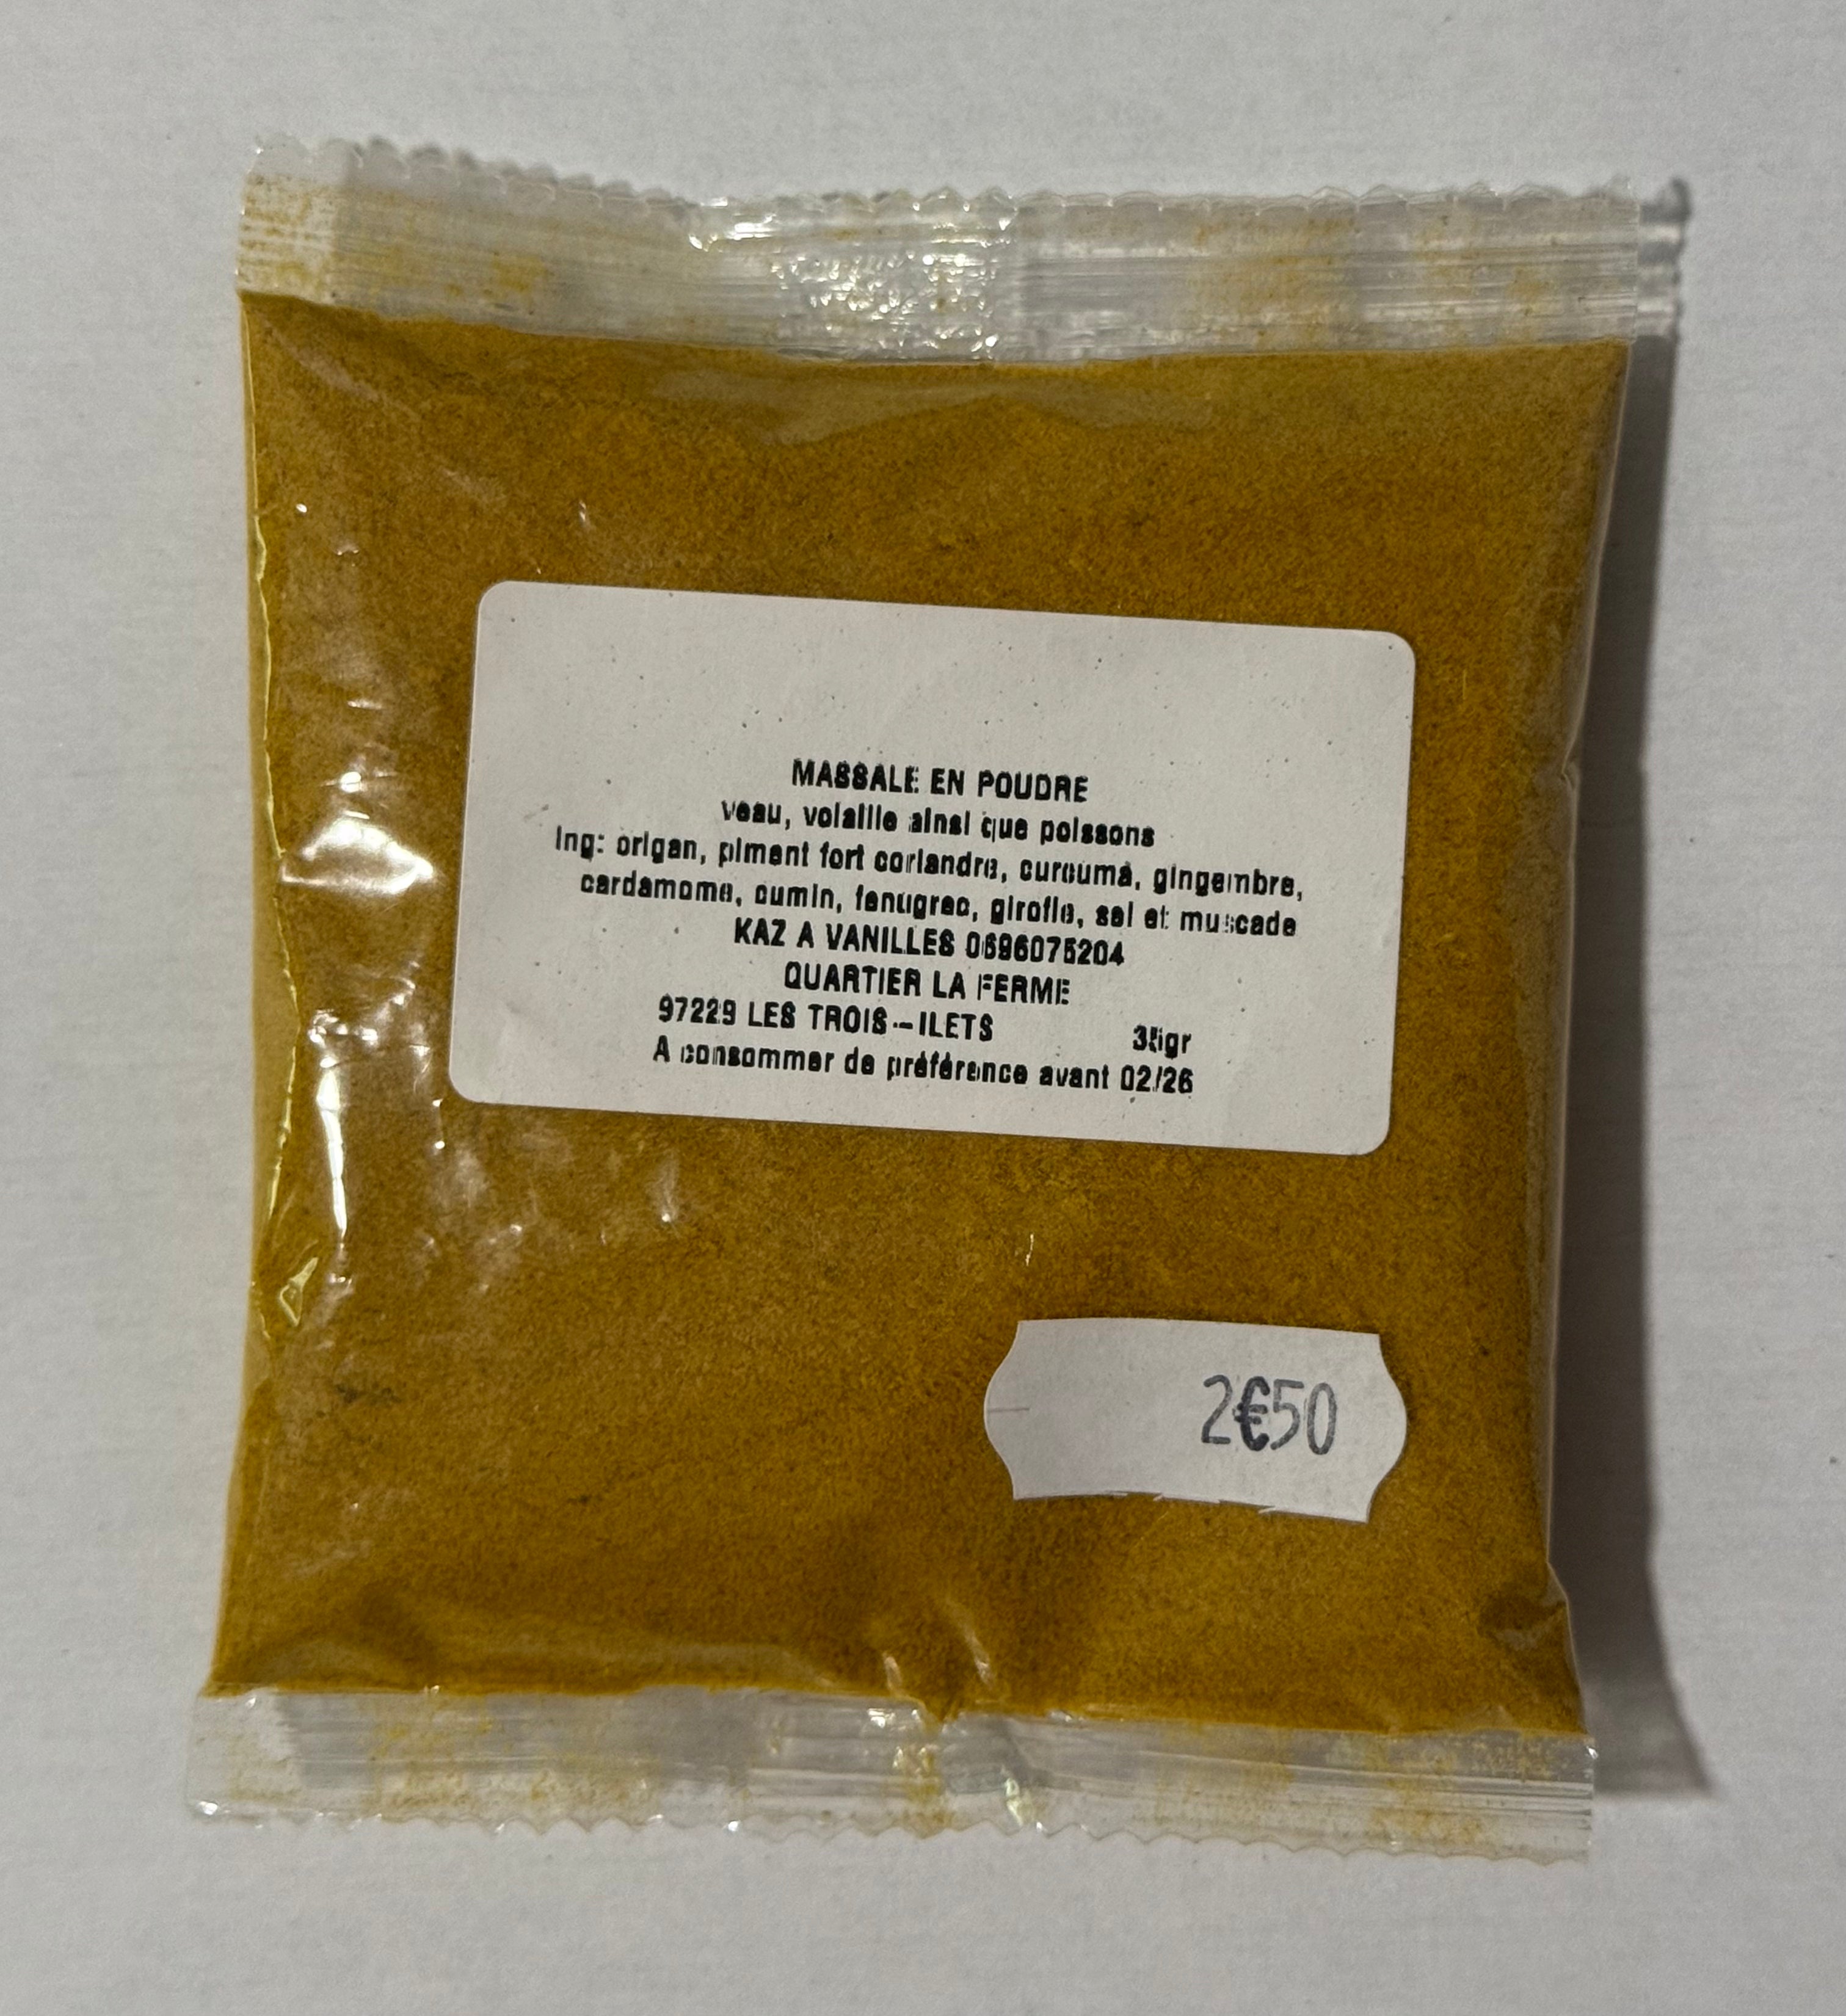 MASSALE EN POUDRE
veau, volaille ainsi que poissons
Ing: origan, piment fort coriandre, curcuma, gingembre,
cardamome, cumin, fenugrec, girofle, sel et muscade
KAZ A VANILLES 0696075204
QUARTIER LA FERME
97229 LES TROIS-ILETS 35gr
A consommer de préférence avant 02/26
2€50